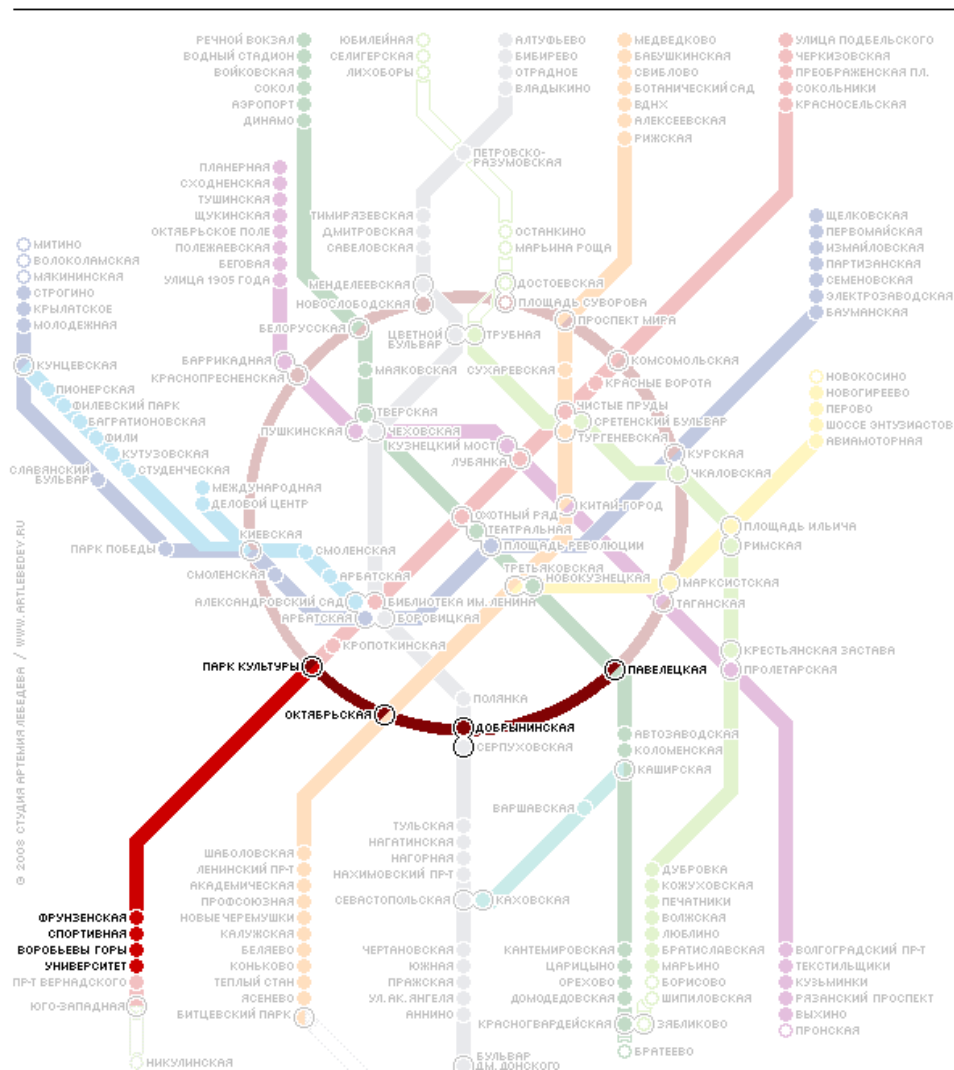 РЕЧНОЙ ВОКЗАЛ
ВОДНЫЙ СТАДИОН
ВОЙКОВСКАЯ
СОКОЛ
АЭРОПОРТ
ДИНАМО
ЮБИЛЕЙНАЯ
СЕЛИГЕРСКАЯ
ЛИХОБОРЫ
АЛТУФЬЕВО
БИБИРЕВО
ОТРАДНОЕ
ВЛАДЫКИНО
МЕДВЕДКОВО
БАБУШКИНСКАЯ
СВИБЛОВО
БОТАНИЧЕСКИЙ САД
ВДНХ
АЛЕКСЕЕВСКАЯ
РИЖСКАЯ
УЛИЦА ПОДБЕЛЬСКОГО
ЧЕРКИЗОВСКАЯ
ПРЕОБРАЖЕНСКАЯ ПЛ.
СОКОЛЬНИКИ
КРАСНОСЕЛЬСКАЯ
ПЕТРОВСКО-
РАЗУМОВСКАЯ
ПЛАНЕРНАЯ
СХОДНЕНСКАЯ
ТУШИНСКАЯ
ЩУКИНСКАЯ
ОКТЯБРЬСКОЕ ПОЛЕ
ПОЛЕЖАЕВСКАЯ
БЕГОВАЯ
УЛИЦА 1905 ГОДА
ТИМИРЯЗЕВСКАЯ
ДМИТРОВСКАЯ
САВЕЛОВСКАЯ
ОСТАНКИНО
МАРЬИНА РОЩА
ЩЕЛКОВСКАЯ
ПЕРВОМАЙСКАЯ
ИЗМАЙЛОВСКАЯ
ПАРТИЗАНСКАЯ
СЕМЕНОВСКАЯ
ЭЛЕКТРОЗАВОДСКАЯ
БАУМАНСКАЯ
МИТИНО
ВОЛОКОЛАМСКАЯ
МЯКИНИНСКАЯ
СТРОГИНО
КРЫЛАТСКОЕ
МОЛОДЕЖНАЯ
МЕНДЕЛЕЕВСКАЯ
НОВОСЛОБОДСКАЯ
ДОСТОЕВСКАЯ
ПЛОЩАДЬ СУВОРОВА
БЕЛОРУССКАЯ
ЦВЕТНОЙ
БУЛЬВАР
ТРУБНАЯ
ПРОСПЕКТ МИРА
КУНЦЕВСКАЯ
БАРРИКАДНАЯ
КРАСНОПРЕСНЕНСКАЯ
МАЯКОВСКАЯ
СУХАРЕВСКАЯ
КОМСОМОЛЬСКАЯ
КРАСНЫЕ ВОРОТА
НОВОКОСИНО
НОВОГИРЕЕВО
ПЕРОВО
ШОССЕ ЭНТУЗИАСТОВ
АВИАМОТОРНАЯ
ПИОНЕРСКАЯ
ФИЛЕВСКИЙ ПАРК
БАГРАТИОНОВСКАЯ
ФИЛИ
КУТУЗОВСКАЯ
СТУДЕНЧЕСКАЯ
ТВЕРСКАЯ
ПУШКИНСКАЯ
ЧЕХОВСКАЯ
КУЗНЕЦКИЙ МОСТ
ЛУБЯНКА
ЧИСТЫЕ ПРУДЫ
СРЕТЕНСКИЙ БУЛЬВАР
ТУРГЕНЕВСКАЯ
КУРСКАЯ
ЧКАЛОВСКАЯ
СЛАВЯНСКИЙ
БУЛЬВАР
МЕЖДУНАРОДНАЯ
ДЕЛОВОЙ ЦЕНТР
ПАРК ПОБЕДЫ
КИЕВСКАЯ
СМОЛЕНСКАЯ
СМОЛЕНСКАЯ
АРБАТСКАЯ
АЛЕКСАНДРОВСКИЙ САД
АРБАТСКАЯ
БИБЛИОТЕКА ИМ. ЛЕНИНА
БОРОВИЦКАЯ
ОХОТНЫЙ РЯД
ТЕАТРАЛЬНАЯ
ПЛОЩАДЬ РЕВОЛЮЦИИ
КИТАЙ-ГОРОД
ТРЕТЬЯКОВСКАЯ
НОВОКУЗНЕЦКАЯ
ПЛОЩАДЬ ИЛЬИЧА
РИМСКАЯ
МАРКСИСТСКАЯ
ТАГАНСКАЯ
КРОПОТКИНСКАЯ
ПАРК КУЛЬТУРЫ
ПАВЕЛЕЦКАЯ
КРЕСТЬЯНСКАЯ ЗАСТАВА
ПРОЛЕТАРСКАЯ
ПОЛЯНКА
ОКТЯБРЬСКАЯ
ДОБРЫНИНСКАЯ
СЕРПУХОВСКАЯ
АВТОЗАВОДСКАЯ
КОЛОМЕНСКАЯ
КАШИРСКАЯ
ВАРШАВСКАЯ
ТУЛЬСКАЯ
НАГАТИНСКАЯ
НАГОРНАЯ
НАХИМОВСКИЙ ПР-Т
СЕВАСТОПОЛЬСКАЯ
КАХОВСКАЯ
ШАБОЛОВСКАЯ
ЛЕНИНСКИЙ ПР-Т
АКАДЕМИЧЕСКАЯ
ПРОФСОЮЗНАЯ
НОВЫЕ ЧЕРЕМУШКИ
КАЛУЖСКАЯ
БЕЛЯЕВО
КОНЬКОВО
ТЕПЛЫЙ СТАН
ЯСЕНЕВО
БИТЦЕВСКИЙ ПАРК
ДУБРОВКА
КОЖУХОВСКАЯ
ПЕЧАТНИКИ
ВОЛЖСКАЯ
ЛЮБЛИНО
БРАТИСЛАВСКАЯ
МАРЬИНО
БОРИСОВО
ШИПИЛОВСКАЯ
ЗЯБЛИКОВО
ФРУНЗЕНСКАЯ
СПОРТИВНАЯ
ВОРОБЬЕВЫ ГОРЫ
УНИВЕРСИТЕТ
ПР-Т ВЕРНАДСКОГО
ЮГО-ЗАПАДНАЯ
НИКУЛИНСКАЯ
ЧЕРТАНОВСКАЯ
ЮЖНАЯ
ПРАЖСКАЯ
УЛ. АК. ЯНГЕЛЯ
АННИНО
БУЛЬВАР
ДМ. ДОНСКОГО
КАНТЕМИРОВСКАЯ
ЦАРИЦЫНО
ОРЕХОВО
ДОМОДЕДОВСКАЯ
КРАСНОГВАРДЕЙСКАЯ
БРАТЕЕВО
ВОЛГОГРАДСКИЙ ПР-Т
ТЕКСТИЛЬЩИКИ
КУЗЬМИНКИ
РЯЗАНСКИЙ ПРОСПЕКТ
ВЫХИНО
ПРОНСКАЯ
© 2008 СТУДИЯ АРТЕМИЯ ЛЕБЕДЕВА / WWW.ARTLEBEDEV.RU